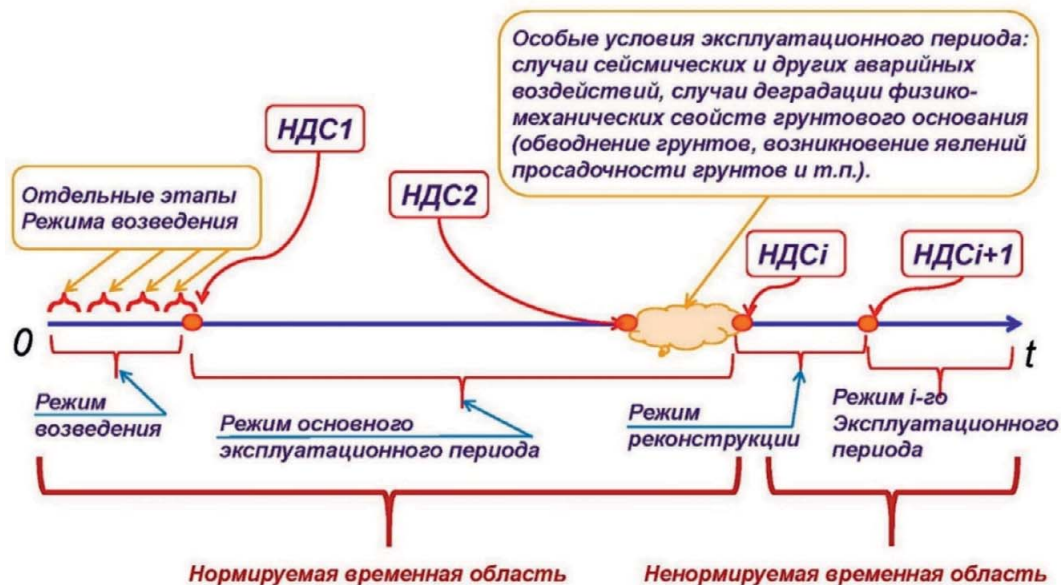 Особые условия эксплуатационного периода:
случаи сейсмических и других аварийных
воздействий, случаи деградации физико-
механических свойств грунтового основания
(обводнение грунтов, возникновение явлений
просадочности грунтов и т.п.).
НДС1
Отдельные этапы
Режима возведения
НДС2
НДСi
НДСi+1
0
t
Режим
возведения
Режим основного
эксплуатационного периода
Режим
реконструкции
Режим i-го
Эксплуатационного
периода
Нормируемая временная область
Ненормируемая временная область